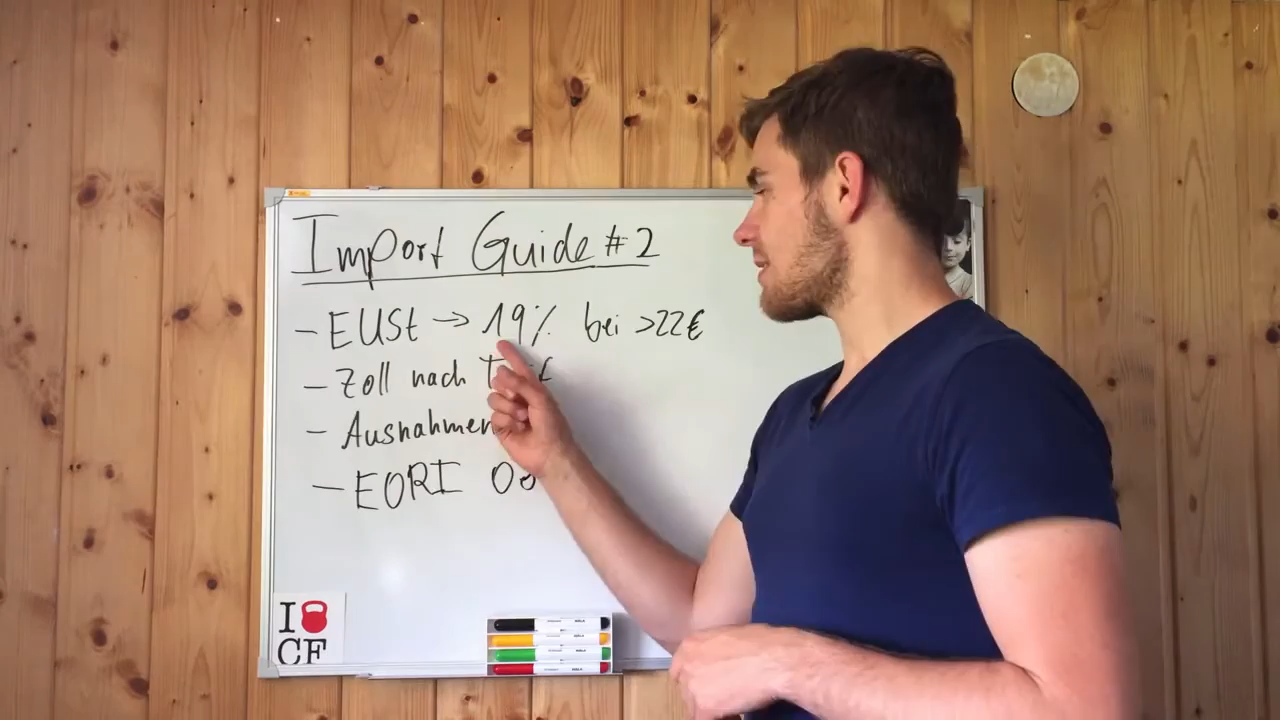 Import Guide #2
- EUSt → 19% bei >22€
- Zoll nach
- Ausnahmen
- EORI
I
CF